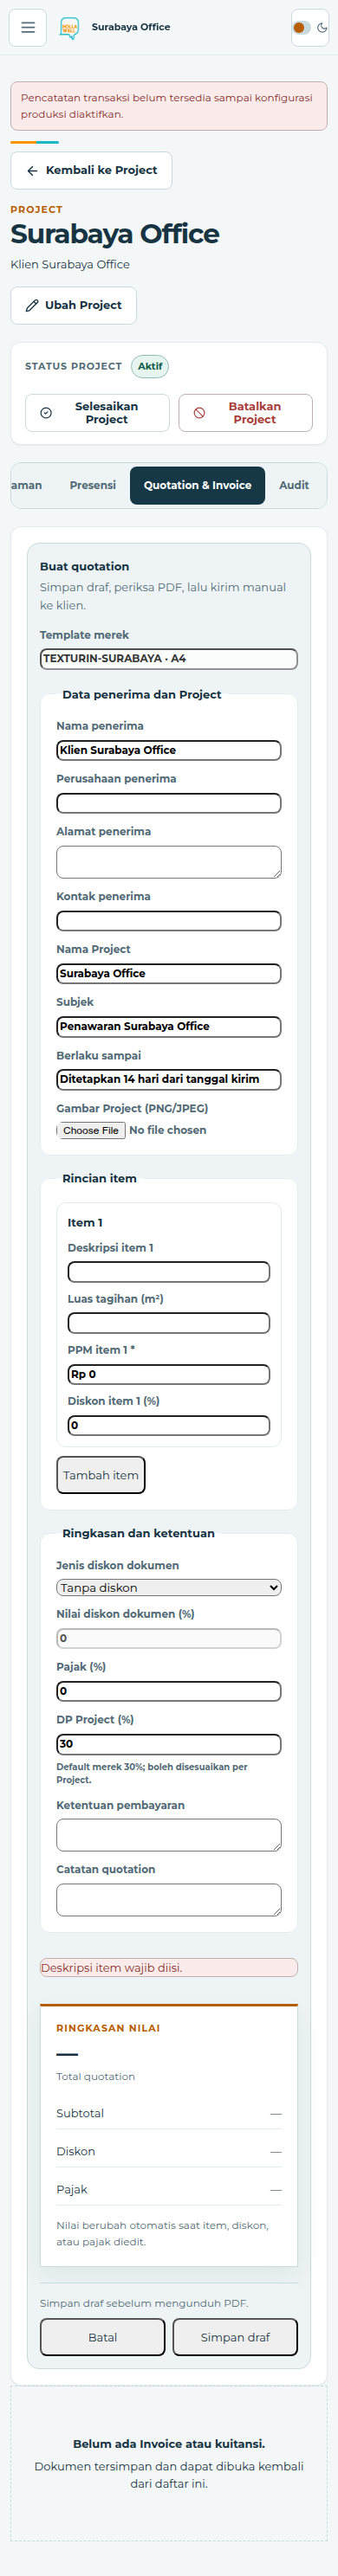 HOLLA
WALL
Surabaya Office
Pencatatan transaksi belum tersedia sampai konfigurasi
produksi diaktifkan.
Kembali ke Project
PROJECT
Surabaya Office
Klien Surabaya Office
Ubah Project
STATUS PROJECT
Aktif
Selesaikan
Project
Batalkan
Project
aman
Presensi
Quotation & Invoice
Audit
Buat quotation
Simpan draf, periksa PDF, lalu kirim manual
ke klien.
Template merek
TEXTURIN-SURABAYA · A4
Data penerima dan Project
Nama penerima
Klien Surabaya Office
Perusahaan penerima
Alamat penerima
Kontak penerima
Nama Project
Surabaya Office
Subjek
Penawaran Surabaya Office
Berlaku sampai
Ditetapkan 14 hari dari tanggal kirim
Gambar Project (PNG/JPEG)
Choose File No file chosen
Rincian item
Item 1
Deskripsi item 1
Luas tagihan (m²)
PPM item 1 *
Rp 0
Diskon item 1 (%)
0
Tambah item
Ringkasan dan ketentuan
Jenis diskon dokumen
Tanpa diskon
Nilai diskon dokumen (%)
0
Pajak (%)
0
DP Project (%)
30
Default merek 30%; boleh disesuaikan per
Project.
Ketentuan pembayaran
Catatan quotation
Deskripsi item wajib diisi.
RINGKASAN NILAI
—
Total quotation
Subtotal —
Diskon —
Pajak —
Nilai berubah otomatis saat item, diskon,
atau pajak diedit.
Simpan draf sebelum mengunduh PDF.
Batal
Simpan draf
Belum ada Invoice atau kuitansi.
Dokumen tersimpan dan dapat dibuka kembali
dari daftar ini.